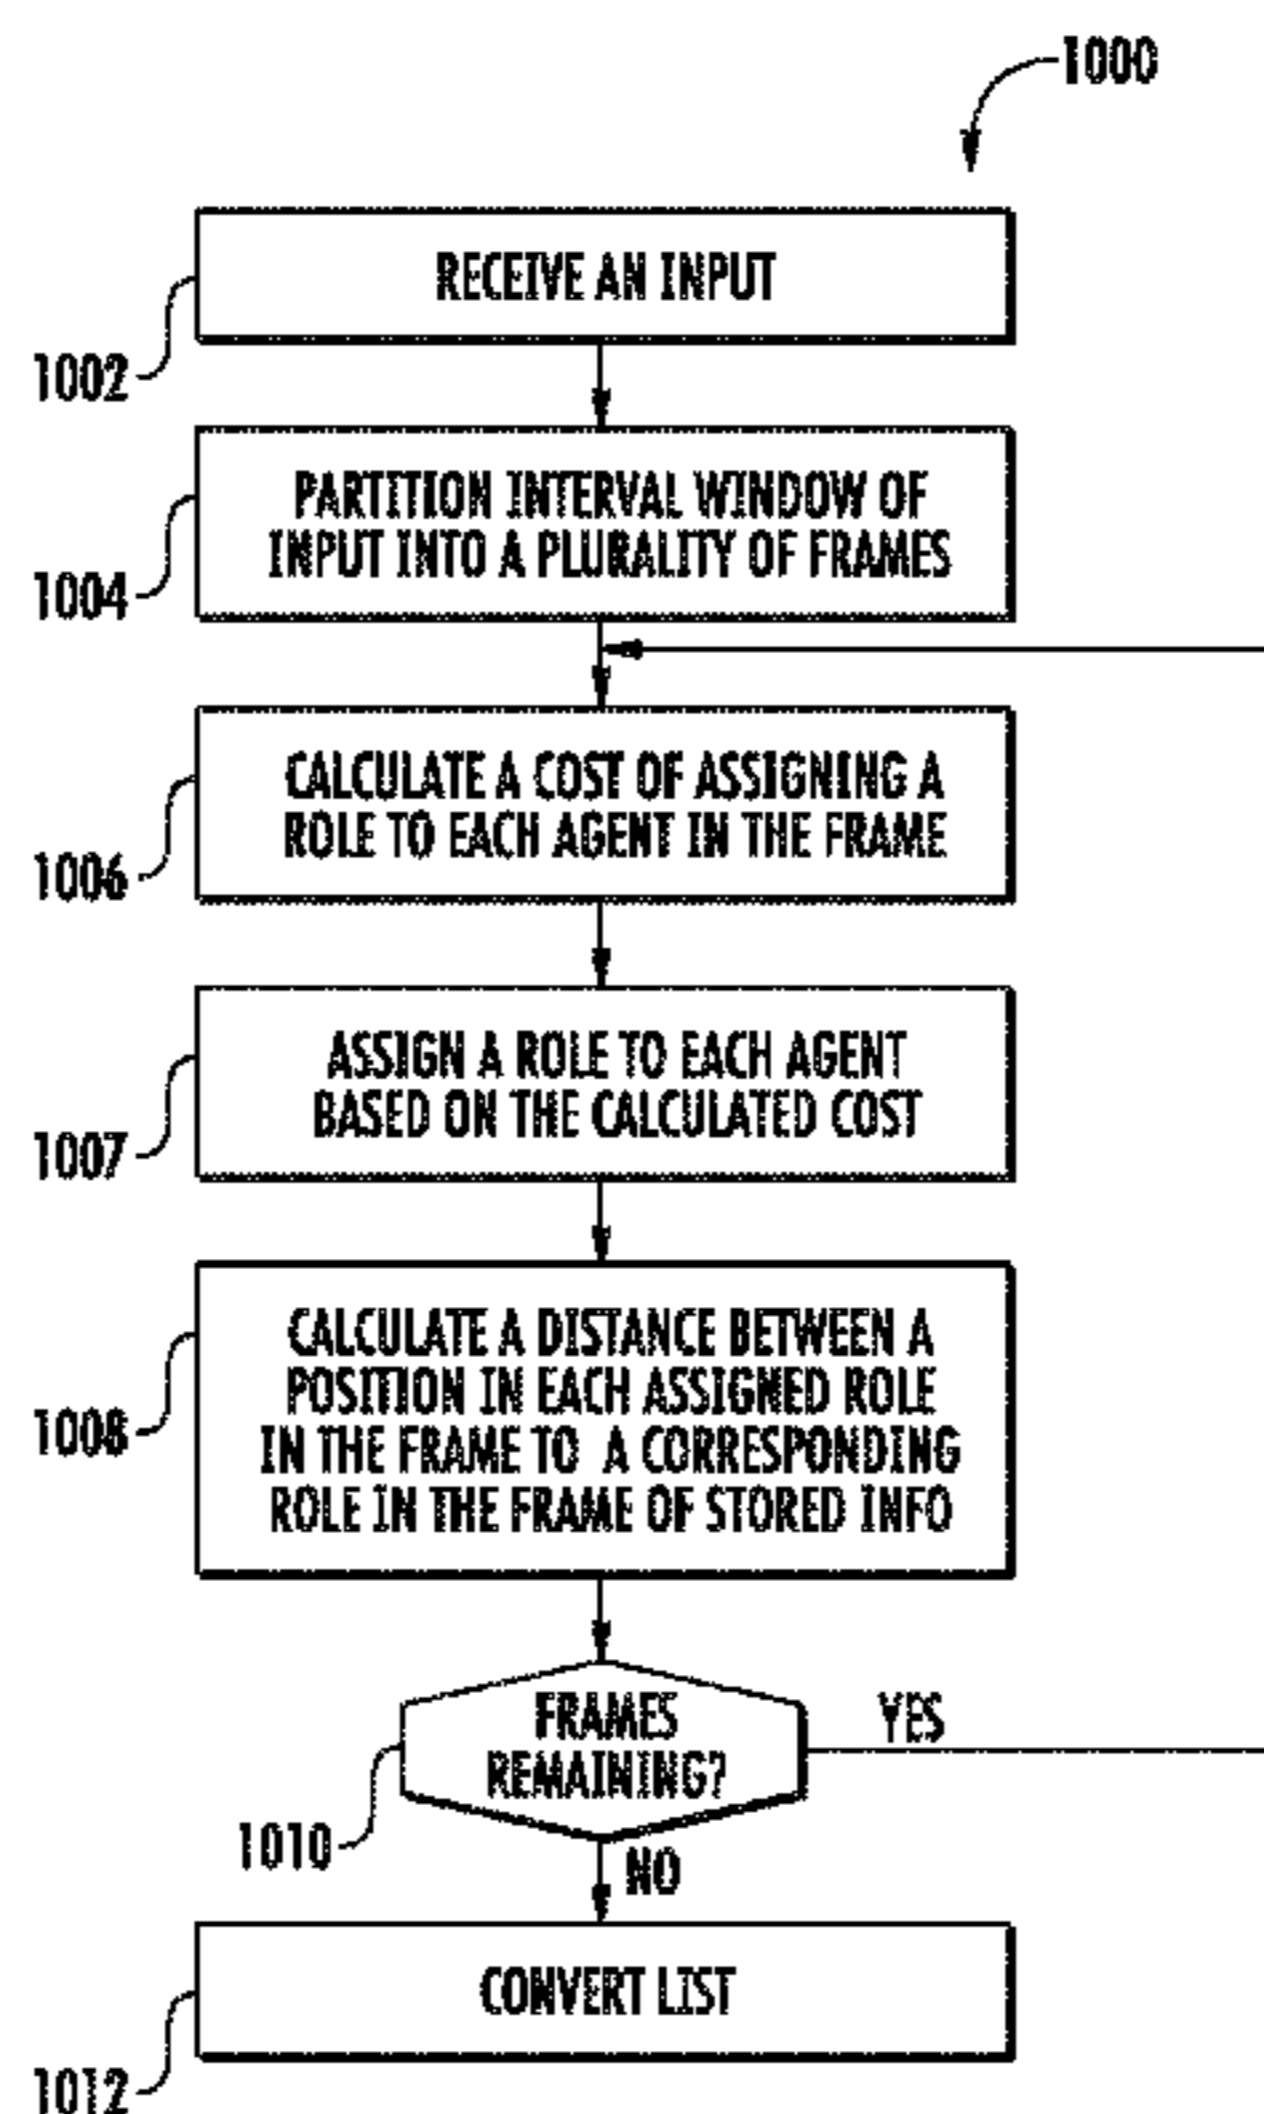 1000
RECEIVE AN INPUT
1002
PARTITION INTERVAL WINDOW OF
INPUT INTO A PLURALITY OF FRAMES
1004
CALCULATE A COST OF ASSIGNING A
ROLE TO EACH AGENT IN THE FRAME
1006
ASSIGN A ROLE TO EACH AGENT
BASED ON THE CALCULATED COST
1007
CALCULATE A DISTANCE BETWEEN A
POSITION IN EACH ASSIGNED ROLE
IN THE FRAME TO A CORRESPONDING
ROLE IN THE FRAME OF STORED INFO
1008
FRAMES
REMAINING?
YES
1010
NO
CONVERT LIST
1012